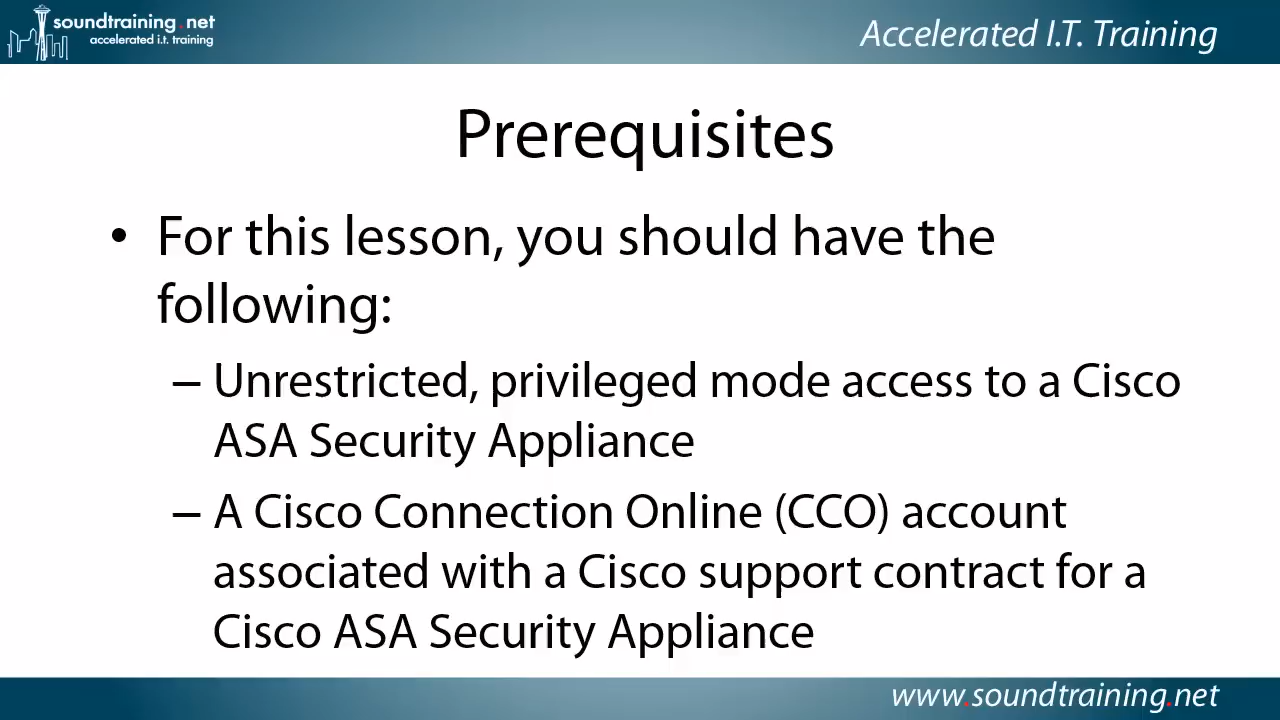 soundtraining.net
accelerated i.t. training
Accelerated I.T. Training
Prerequisites
• For this lesson, you should have the
following:
– Unrestricted, privileged mode access to a Cisco
ASA Security Appliance
– A Cisco Connection Online (CCO) account
associated with a Cisco support contract for a
Cisco ASA Security Appliance
www.soundtraining.net